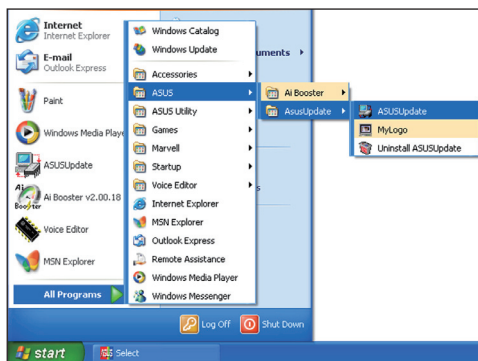 Internet
Internet Explorer
E-mail
Outlook Express
Paint
Windows Media Playe
ASUSUpdate
Ai Booster v2.00.18
Voice Editor
MSN Explorer
All Programs
Windows Catalog
Windows Update
Accessories
ASUS
ASUS Utility
Games
Marvell
Startup
Voice Editor
Internet Explorer
MSN Explorer
Outlook Express
Remote Assistance
Windows Media Player
Windows Messenger
uments
s
Ai Booster
AsusUpdate
ASUSUpdate
MyLogo
Uninstall ASUSUpdate
Log Off
Shut Down
start
Select